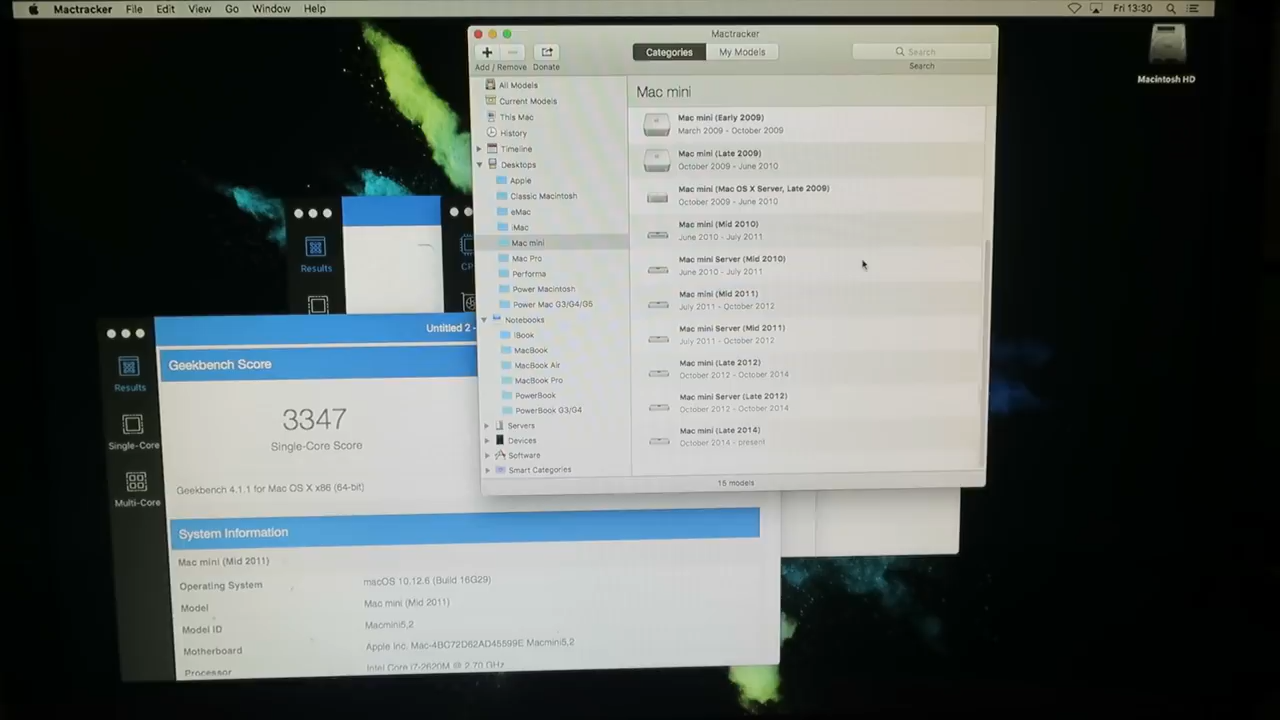 Mactracker File Edit View Go Window Help
Fri 13:30
Mactracker
Macintosh HD
Categories My Models
Search
Add / Remove Donate
Search
All Models
Current Models
This Mac
History
Timeline
Desktops
Apple
Classic Macintosh
eMac
iMac
Mac mini
Mac Pro
Performa
Power Macintosh
Power Mac G3/G4/G5
Notebooks
iBook
MacBook
MacBook Air
MacBook Pro
PowerBook
PowerBook G3/G4
Servers
Devices
Software
Smart Categories
Mac mini
Mac mini (Early 2009)
March 2009 - October 2009
Mac mini (Late 2009)
October 2009 - June 2010
Mac mini (Mac OS X Server, Late 2009)
October 2009 - June 2010
Mac mini (Mid 2010)
June 2010 - July 2011
Mac mini Server (Mid 2010)
June 2010 - July 2011
Mac mini (Mid 2011)
July 2011 - October 2012
Mac mini Server (Mid 2011)
July 2011 - October 2012
Mac mini (Late 2012)
October 2012 - October 2014
Mac mini Server (Late 2012)
October 2012 - October 2014
Mac mini (Late 2014)
October 2014 - present
15 models
Results
CP
Untitled 2 -
Results
Single-Core
Multi-Core
Geekbench Score
3347
Single-Core Score
Geekbench 4.1.1 for Mac OS X x86 (64-bit)
System Information
Mac mini (Mid 2011)
Operating System macOS 10.12.6 (Build 16G29)
Model Mac mini (Mid 2011)
Model ID Macmini5,2
Motherboard Apple Inc. Mac-4BC72D62AD45599E Macmini5,2
Processor Intel Core i7-2620M @ 2.70 GHz